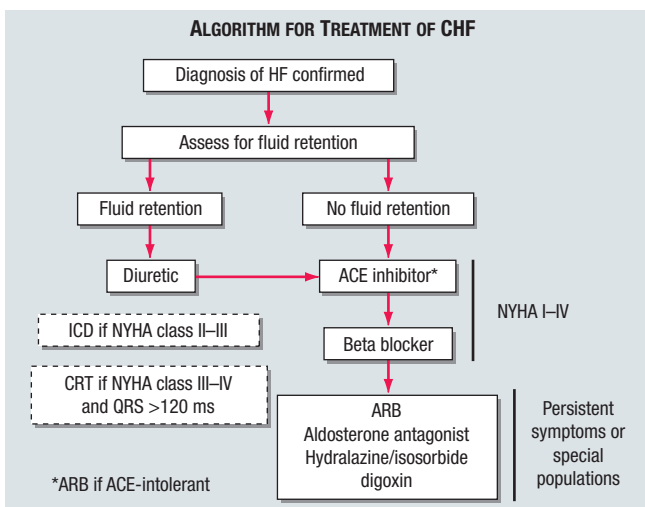 ALGORITHM FOR TREATMENT OF CHF
Diagnosis of HF confirmed
Assess for fluid retention
Fluid retention
No fluid retention
Diuretic
ACE inhibitor*
NYHA I–IV
ICD if NYHA class II–III
Beta blocker
CRT if NYHA class III–IV
and QRS >120 ms
ARB
Aldosterone antagonist
Hydralazine/isosorbide
digoxin
Persistent
symptoms or
special
populations
*ARB if ACE-intolerant